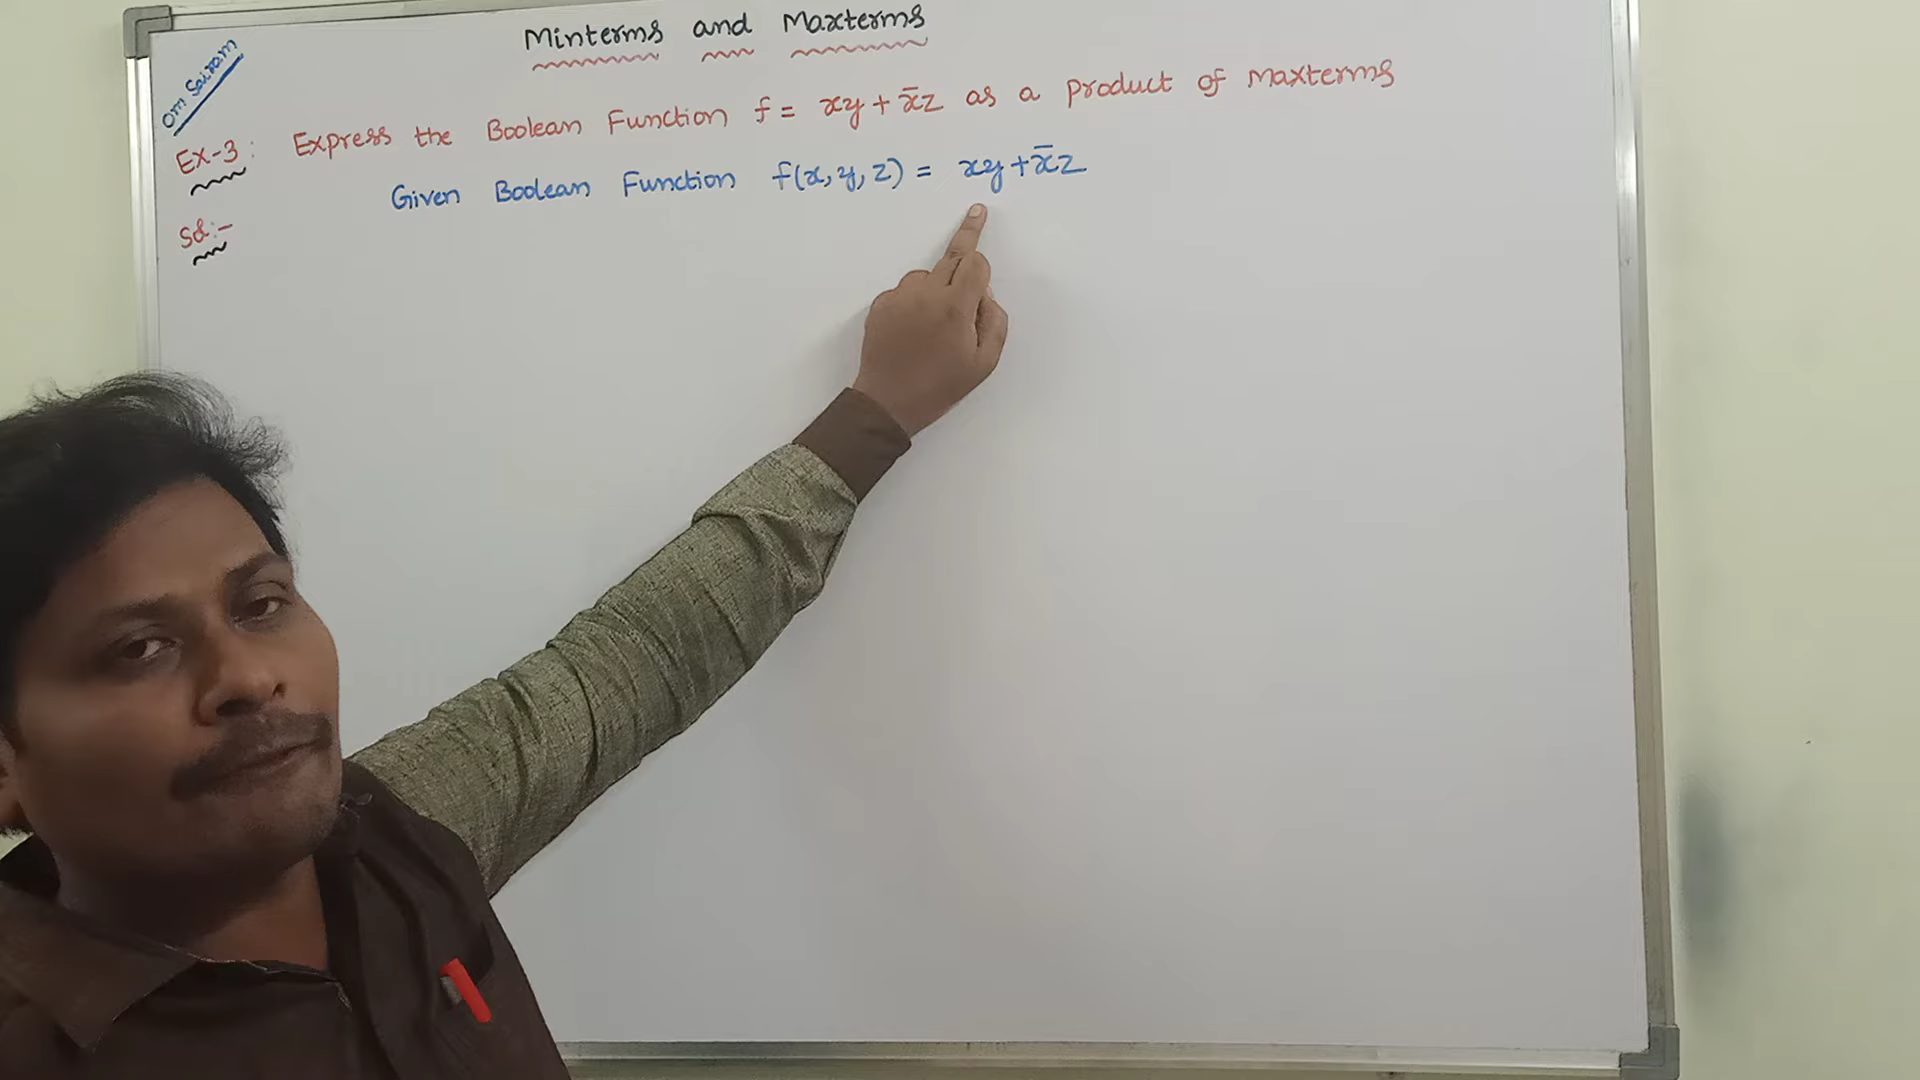 Minterms and Maxterms
om Sairam
Ex-3: Express the Boolean Function f = xy + x̄z as a Product of Maxterms
Sol:-
Given Boolean Function f(x, y, z) = xy + x̄z